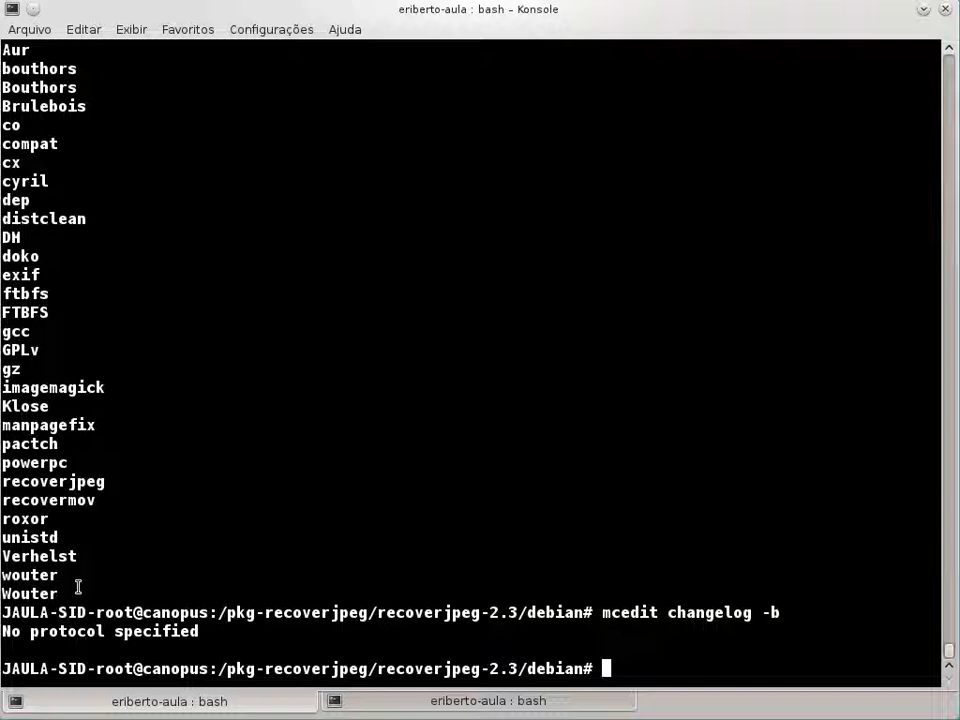 eriberto-aula : bash – Konsole
Arquivo Editar Exibir Favoritos Configurações Ajuda
Aur
bouthors
Bouthors
Brulebois
co
compat
cx
cyril
dep
distclean
DM
doko
exif
ftbfs
FTBFS
gcc
GPLv
gz
imagemagick
Klose
manpagefix
pactch
powerpc
recoverjpeg
recovermov
roxor
unistd
Verhelst
wouter
Wouter
JAULA-SID-root@canopus:/pkg-recoverjpeg/recoverjpeg-2.3/debian# mcedit changelog -b
No protocol specified
JAULA-SID-root@canopus:/pkg-recoverjpeg/recoverjpeg-2.3/debian#
eriberto-aula : bash eriberto-aula : bash